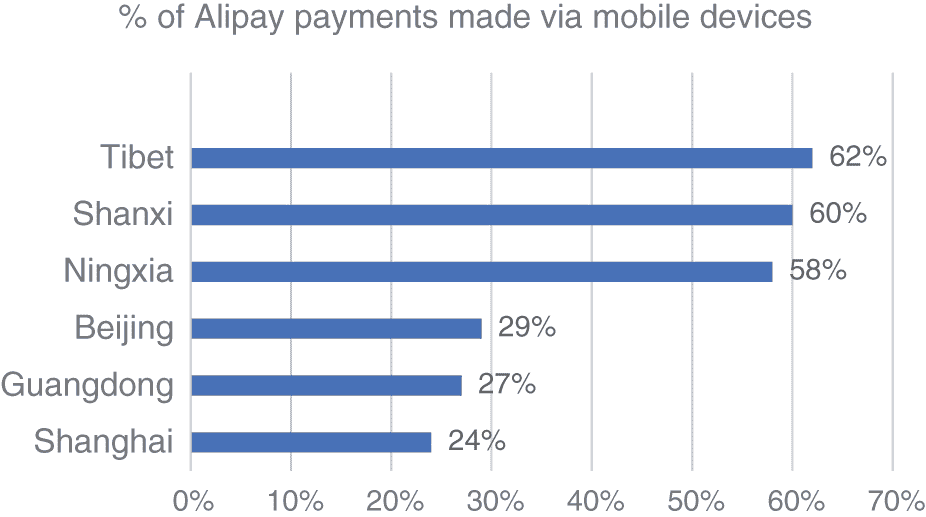 % of Alipay payments made via mobile devices
Tibet 62%
Shanxi 60%
Ningxia 58%
Beijing 29%
Guangdong 27%
Shanghai 24%
0% 10% 20% 30% 40% 50% 60% 70%